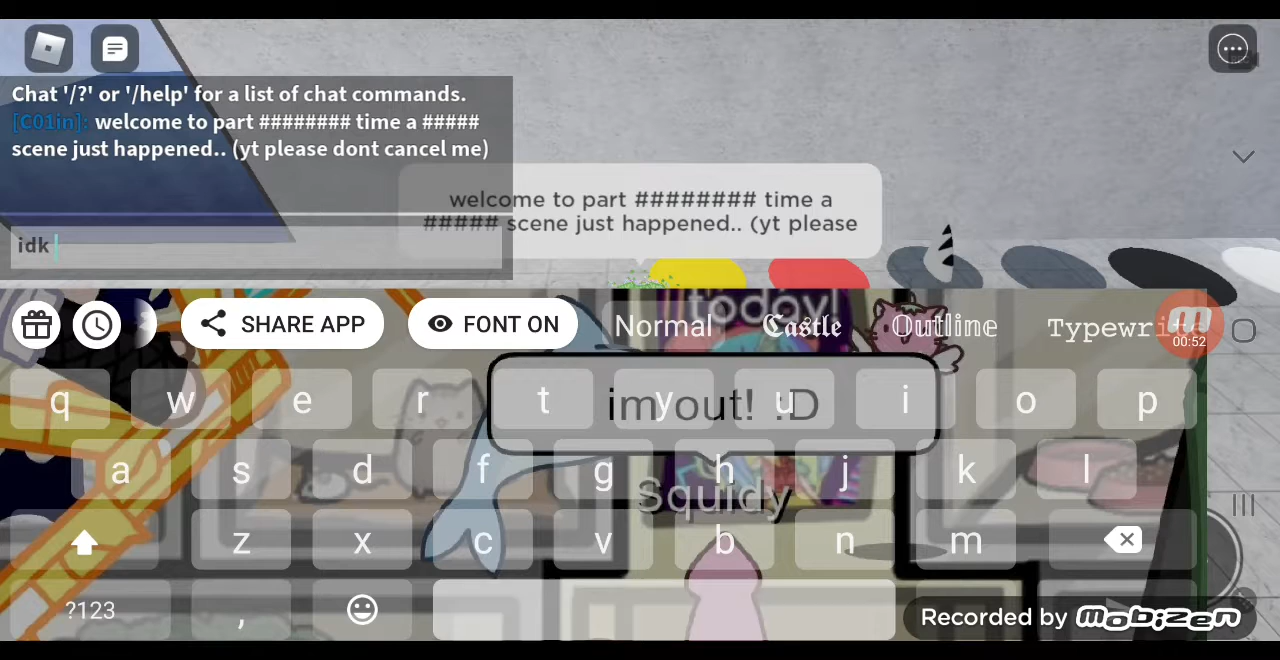 Chat '/?' or '/help' for a list of chat commands.
[C01in]: welcome to part ######## time a #####
scene just happened.. (yt please dont cancel me)
welcome to part ######## time a
##### scene just happened.. (yt please
idk
today!
SHARE APP
FONT ON
Normal
Castle
Outline
Typewrite
00:52
im out! :D
q w e r t y u i o p
a s d f g h j k l
Squidy
z x c v b n m
?123 ,
Recorded by mobizen